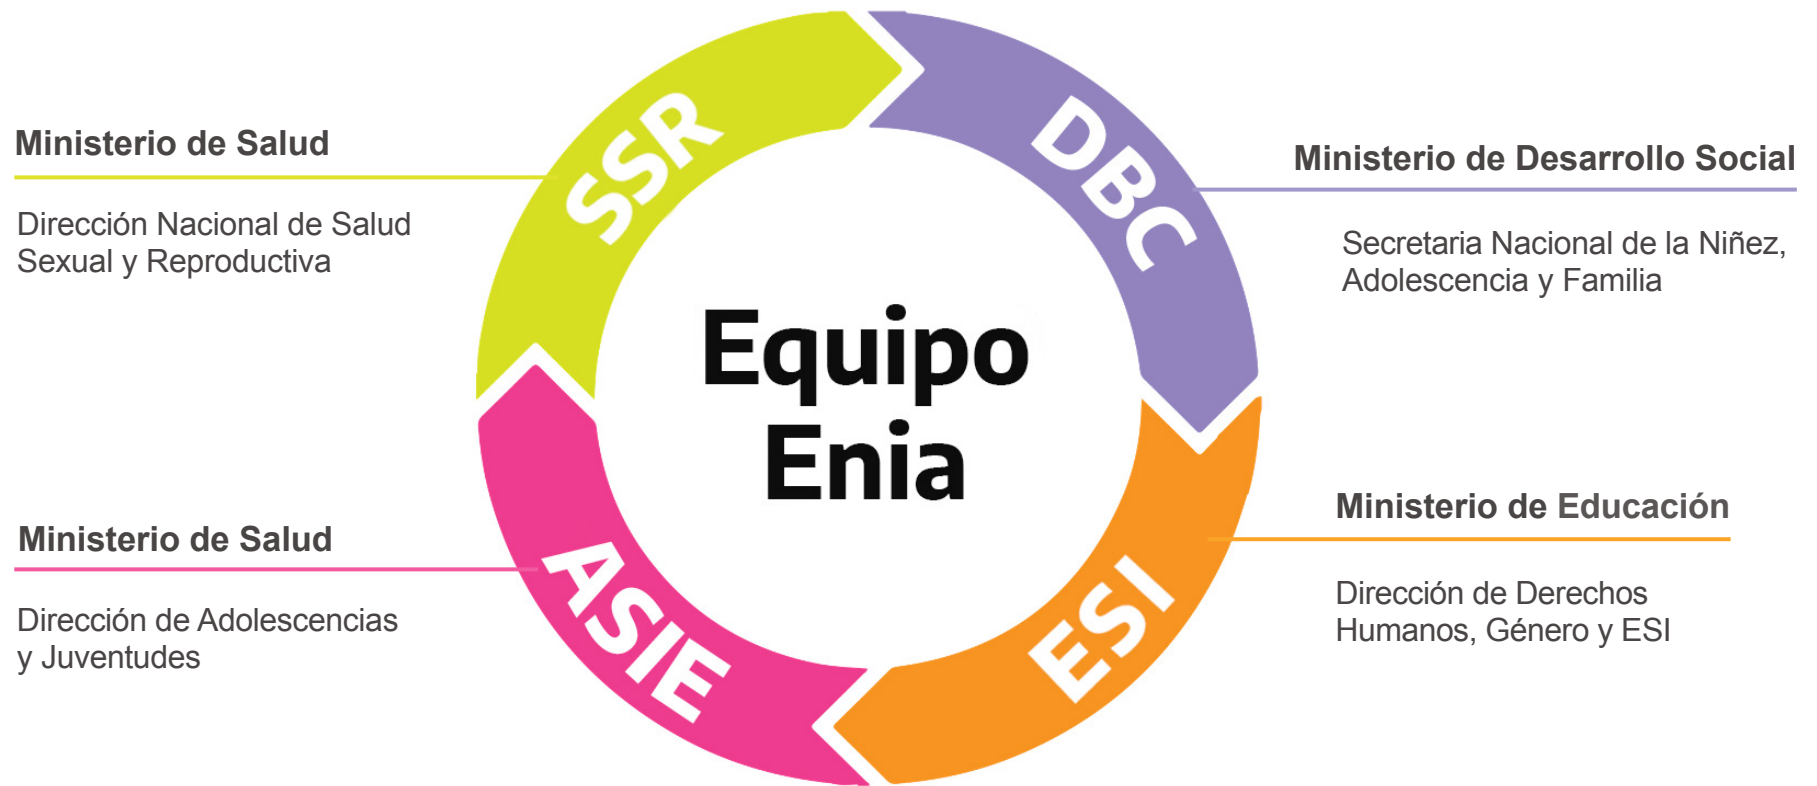 Ministerio de Salud
Dirección Nacional de Salud
Sexual y Reproductiva
SSR
DBC
Ministerio de Desarrollo Social
Secretaria Nacional de la Niñez,
Adolescencia y Familia
Equipo
Enia
Ministerio de Salud
Dirección de Adolescencias
y Juventudes
ASIE
ESI
Ministerio de Educación
Dirección de Derechos
Humanos, Género y ESI